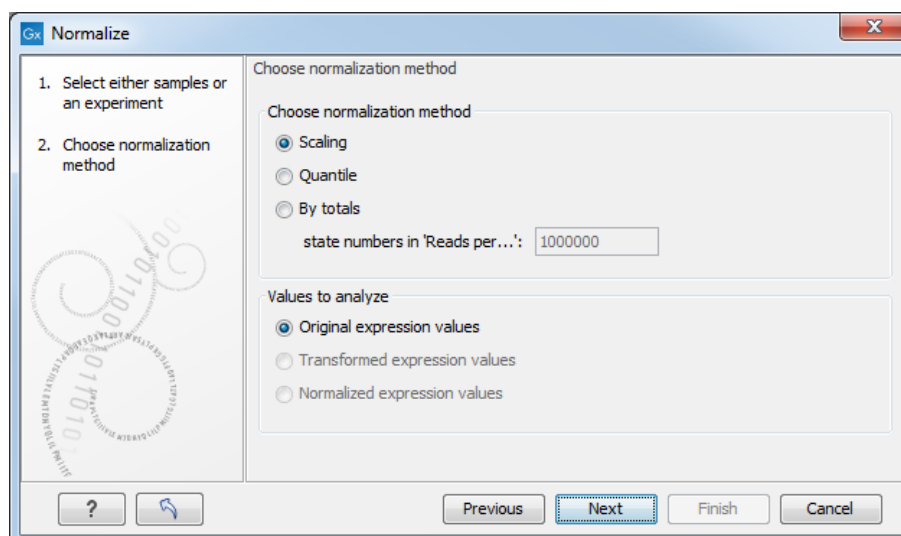 Gx Normalize
X
1. Select either samples or
an experiment
2. Choose normalization
method
Choose normalization method
Choose normalization method
Scaling
Quantile
By totals
state numbers in 'Reads per...': 1000000
Values to analyze
Original expression values
Transformed expression values
Normalized expression values
? Previous Next Finish Cancel